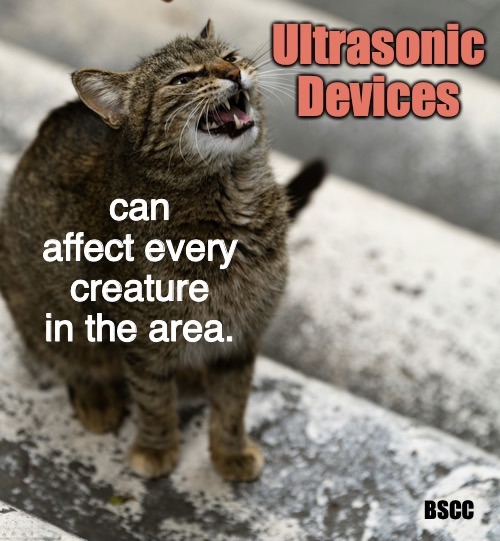 Ultrasonic
Devices
can
affect every
creature
in the area.
BSCC